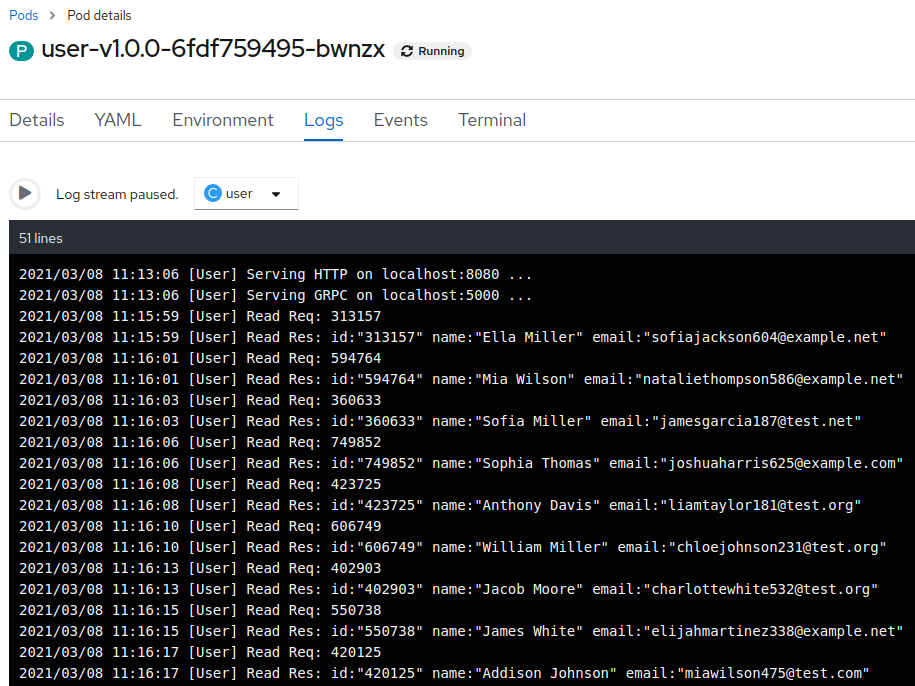 Pods > Pod details
P user-v1.0.0-6fdf759495-bwnzx Running
Details YAML Environment Logs Events Terminal
Log stream paused. C user
51 lines
2021/03/08 11:13:06 [User] Serving HTTP on localhost:8080 ...
2021/03/08 11:13:06 [User] Serving GRPC on localhost:5000 ...
2021/03/08 11:15:59 [User] Read Req: 313157
2021/03/08 11:15:59 [User] Read Res: id:"313157" name:"Ella Miller" email:"sofiajackson604@example.net"
2021/03/08 11:16:01 [User] Read Req: 594764
2021/03/08 11:16:01 [User] Read Res: id:"594764" name:"Mia Wilson" email:"nataliethompson586@example.net"
2021/03/08 11:16:03 [User] Read Req: 360633
2021/03/08 11:16:03 [User] Read Res: id:"360633" name:"Sofia Miller" email:"jamesgarcia187@test.net"
2021/03/08 11:16:06 [User] Read Req: 749852
2021/03/08 11:16:06 [User] Read Res: id:"749852" name:"Sophia Thomas" email:"joshuaharris625@example.com"
2021/03/08 11:16:08 [User] Read Req: 423725
2021/03/08 11:16:08 [User] Read Res: id:"423725" name:"Anthony Davis" email:"liamtaylor181@test.org"
2021/03/08 11:16:10 [User] Read Req: 606749
2021/03/08 11:16:10 [User] Read Res: id:"606749" name:"William Miller" email:"chloejohnson231@test.org"
2021/03/08 11:16:13 [User] Read Req: 402903
2021/03/08 11:16:13 [User] Read Res: id:"402903" name:"Jacob Moore" email:"charlottewhite532@test.org"
2021/03/08 11:16:15 [User] Read Req: 550738
2021/03/08 11:16:15 [User] Read Res: id:"550738" name:"James White" email:"elijahmartinez338@example.net"
2021/03/08 11:16:17 [User] Read Req: 420125
2021/03/08 11:16:17 [User] Read Res: id:"420125" name:"Addison Johnson" email:"miawilson475@test.com"